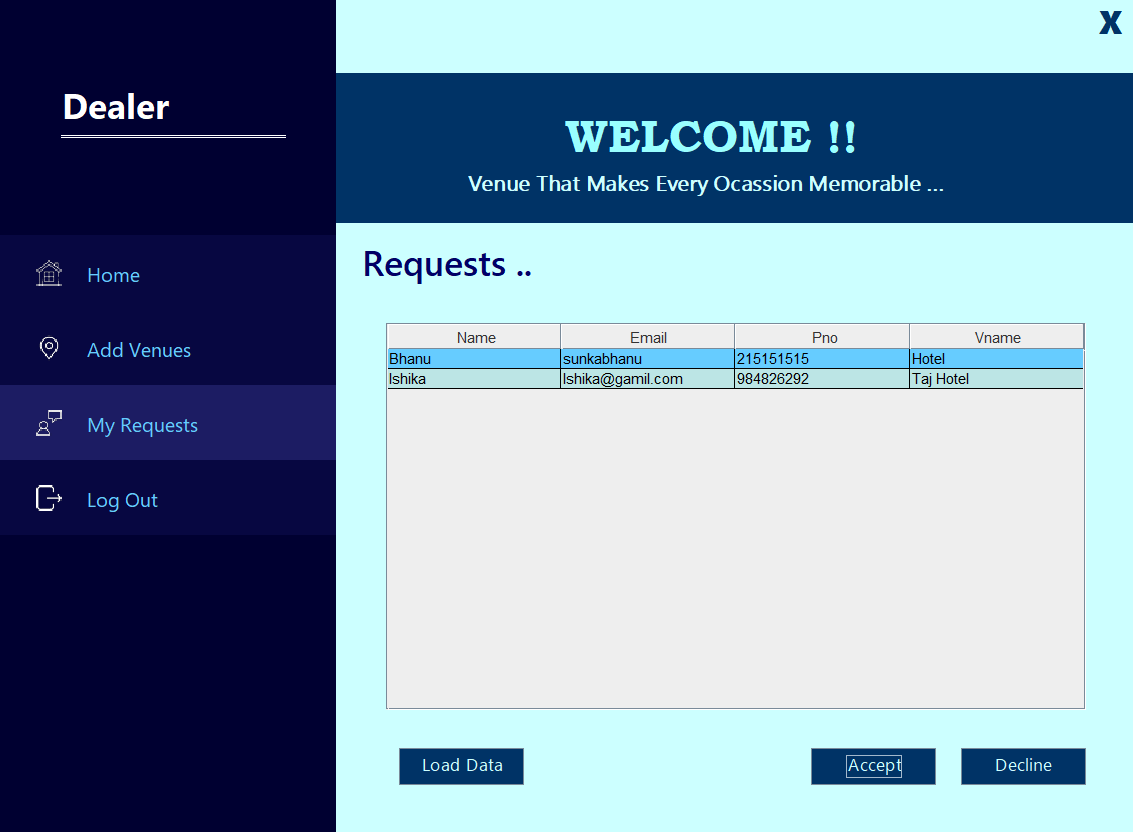 X
Dealer
WELCOME !!
Venue That Makes Every Ocassion Memorable ...
Home
Add Venues
My Requests
Log Out
Requests ..
Name Email Pno Vname
Bhanu sunkabhanu 215151515 Hotel
Ishika Ishika@gamil.com 984826292 Taj Hotel
Load Data Accept Decline